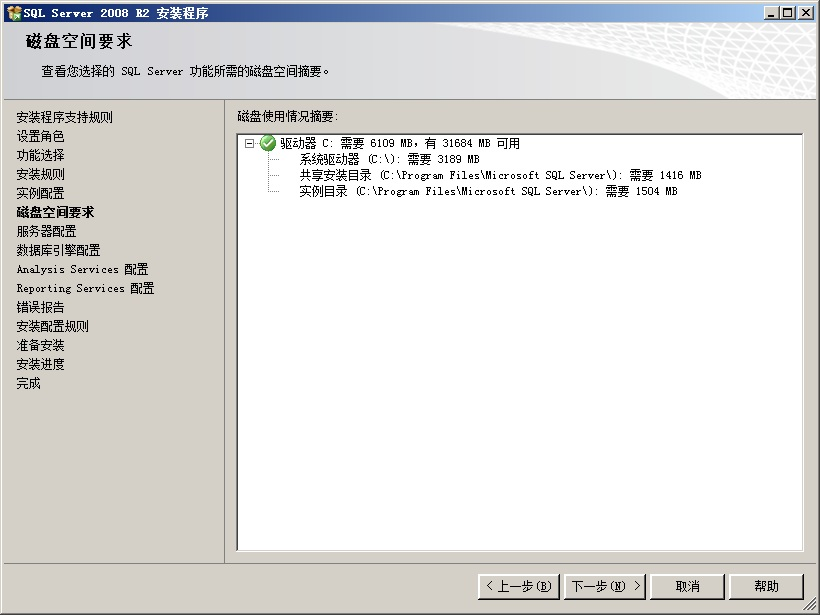 SQL Server 2008 R2 安装程序
磁盘空间要求
查看您选择的 SQL Server 功能所需的磁盘空间摘要。
安装程序支持规则
设置角色
功能选择
安装规则
实例配置
磁盘空间要求
服务器配置
数据库引擎配置
Analysis Services 配置
Reporting Services 配置
错误报告
安装配置规则
准备安装
安装进度
完成
磁盘使用情况摘要:
驱动器 C: 需要 6109 MB，有 31684 MB 可用
系统驱动器 (C:\): 需要 3189 MB
共享安装目录 (C:\Program Files\Microsoft SQL Server\): 需要 1416 MB
实例目录 (C:\Program Files\Microsoft SQL Server\): 需要 1504 MB
< 上一步(B) 下一步(N) > 取消 帮助